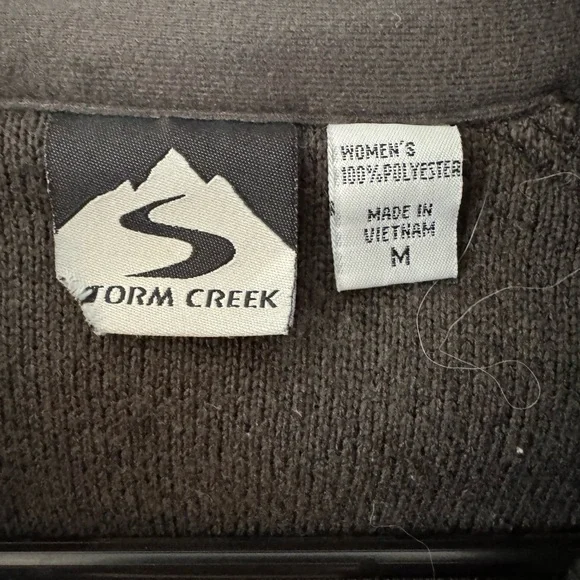 TORM CREEK
WOMEN'S
100%POLYESTER
MADE IN
VIETNAM
M